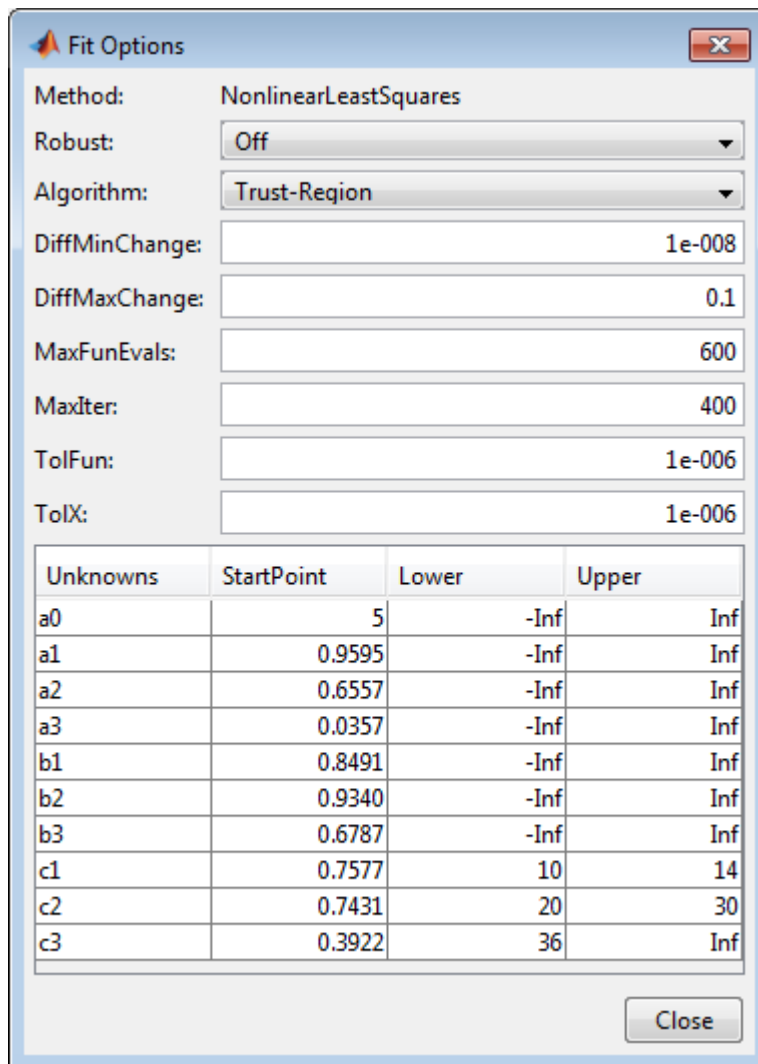 Fit Options
Method: NonlinearLeastSquares
Robust: Off
Algorithm: Trust-Region
DiffMinChange: 1e-008
DiffMaxChange: 0.1
MaxFunEvals: 600
MaxIter: 400
TolFun: 1e-006
TolX: 1e-006
Unknowns StartPoint Lower Upper
a0 5 -Inf Inf
a1 0.9595 -Inf Inf
a2 0.6557 -Inf Inf
a3 0.0357 -Inf Inf
b1 0.8491 -Inf Inf
b2 0.9340 -Inf Inf
b3 0.6787 -Inf Inf
c1 0.7577 10 14
c2 0.7431 20 30
c3 0.3922 36 Inf
Close